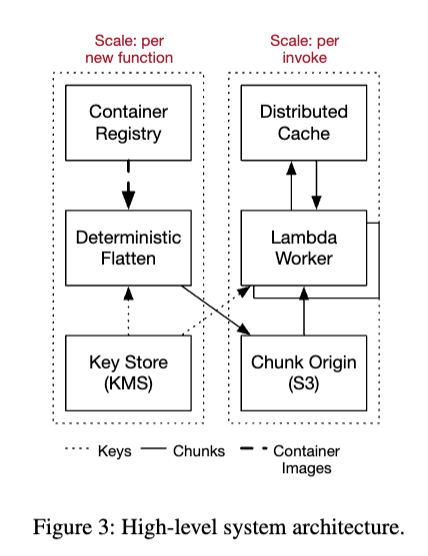 Scale: per
new function
Scale: per
invoke
Container
Registry
Distributed
Cache
Deterministic
Flatten
Lambda
Worker
Key Store
(KMS)
Chunk Origin
(S3)
Keys
Chunks
Container
Images
Figure 3: High-level system architecture.